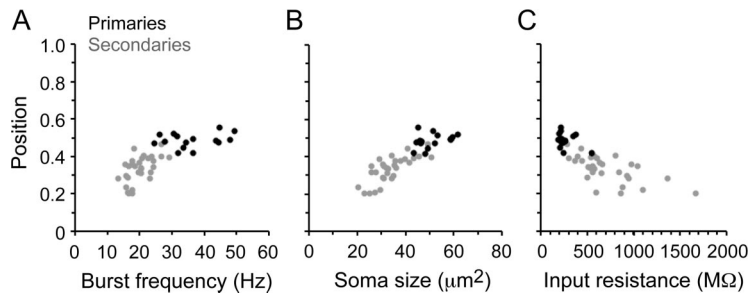 A
Primaries
Secondaries
B
C
1.0
0.8
0.6
0.4
0.2
0
Position
0 10 20 30 40 50 60
0 20 40 60 80
0 500 1000 1500 2000
Burst frequency (Hz)
Soma size (μm²)
Input resistance (MΩ)